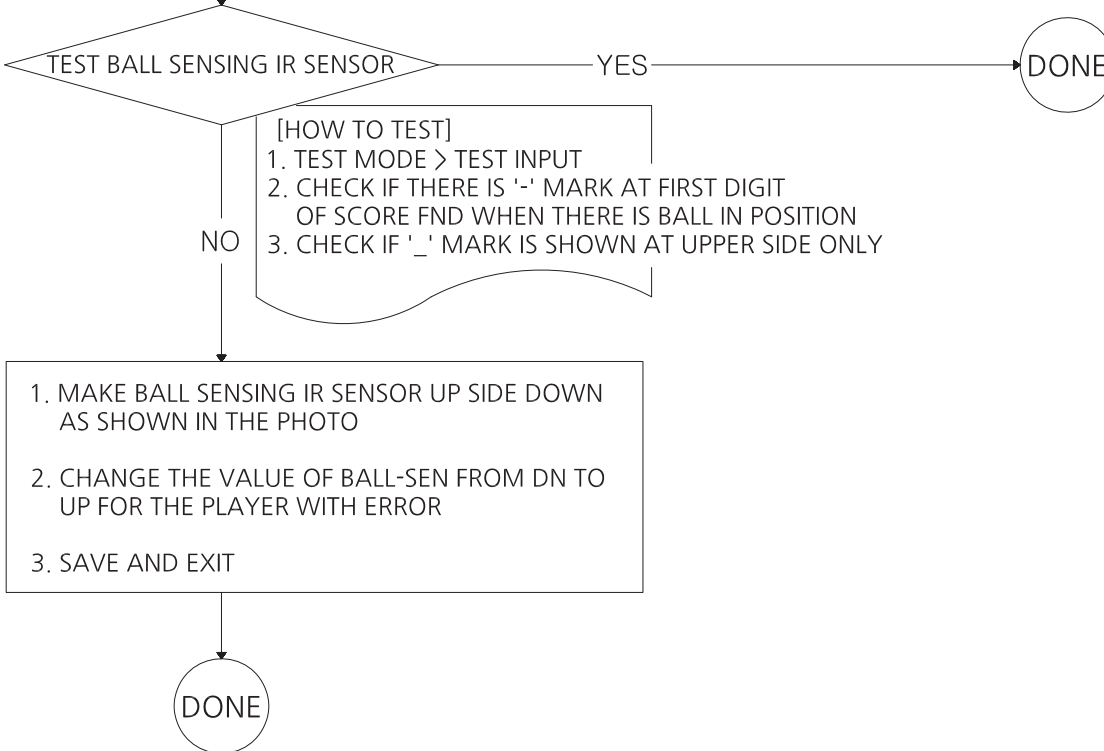 TEST BALL SENSING IR SENSOR
YES
DONE
[HOW TO TEST]
1. TEST MODE > TEST INPUT
2. CHECK IF THERE IS '-' MARK AT FIRST DIGIT
OF SCORE FND WHEN THERE IS BALL IN POSITION
3. CHECK IF '_' MARK IS SHOWN AT UPPER SIDE ONLY
NO
1. MAKE BALL SENSING IR SENSOR UP SIDE DOWN
AS SHOWN IN THE PHOTO
2. CHANGE THE VALUE OF BALL-SEN FROM DN TO
UP FOR THE PLAYER WITH ERROR
3. SAVE AND EXIT
DONE